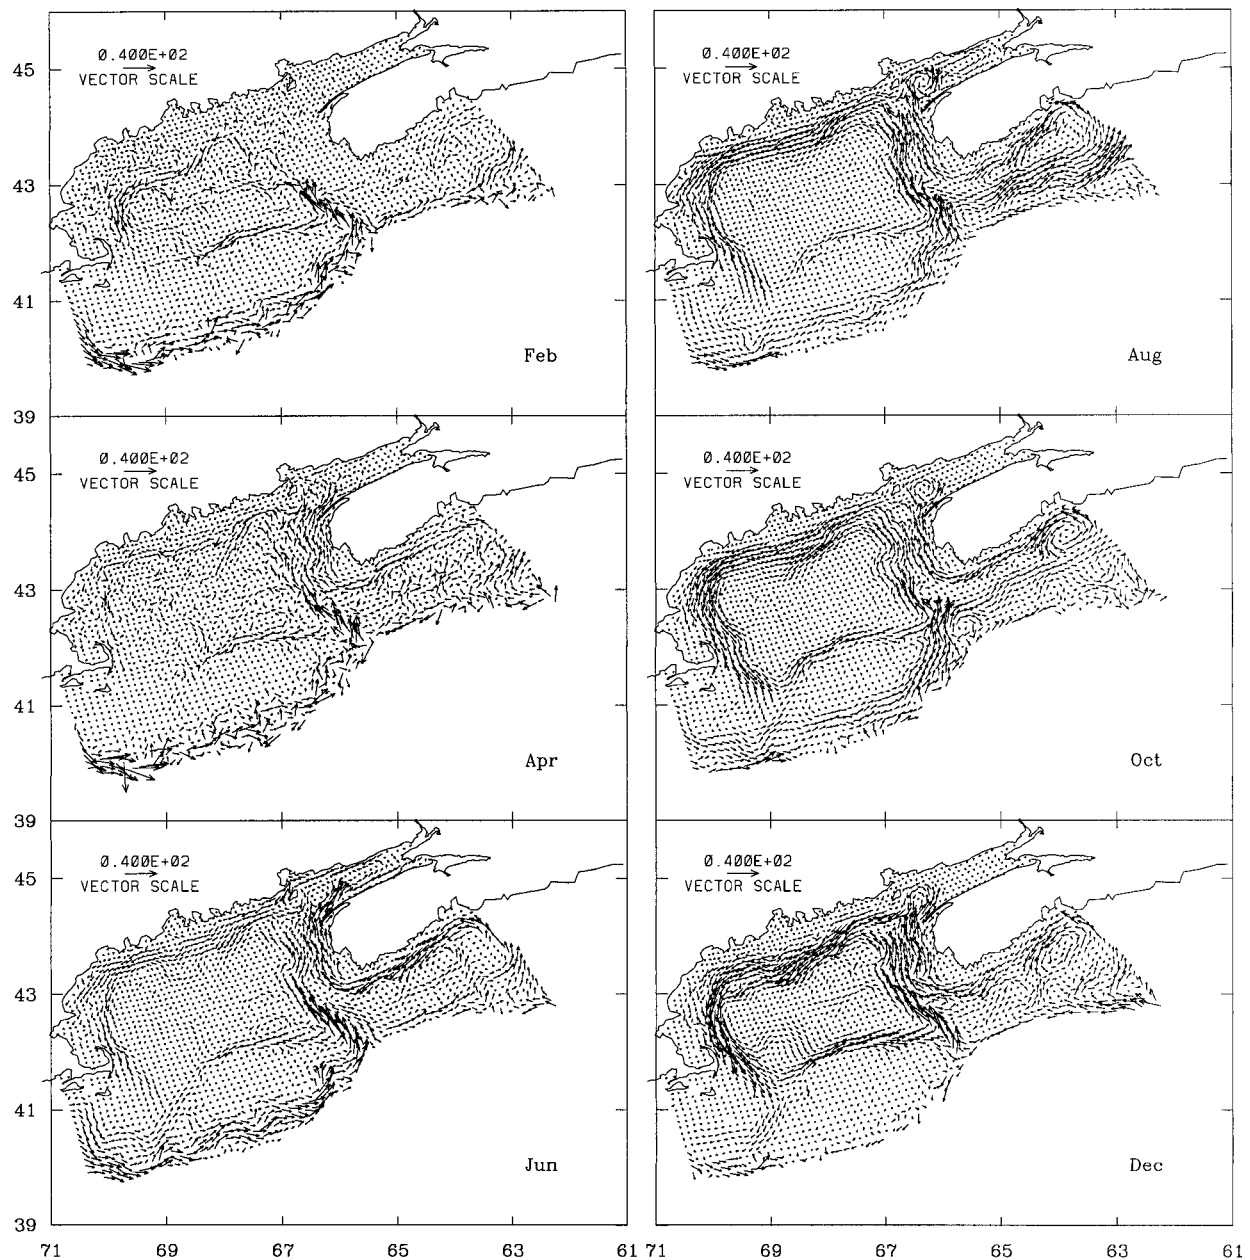 0.400E+02
VECTOR SCALE
45
43
41
39
Feb
0.400E+02
VECTOR SCALE
Aug
0.400E+02
VECTOR SCALE
45
43
41
39
Apr
0.400E+02
VECTOR SCALE
Oct
0.400E+02
VECTOR SCALE
45
43
41
39
Jun
0.400E+02
VECTOR SCALE
Dec
71 69 67 65 63 61 71 69 67 65 63 61